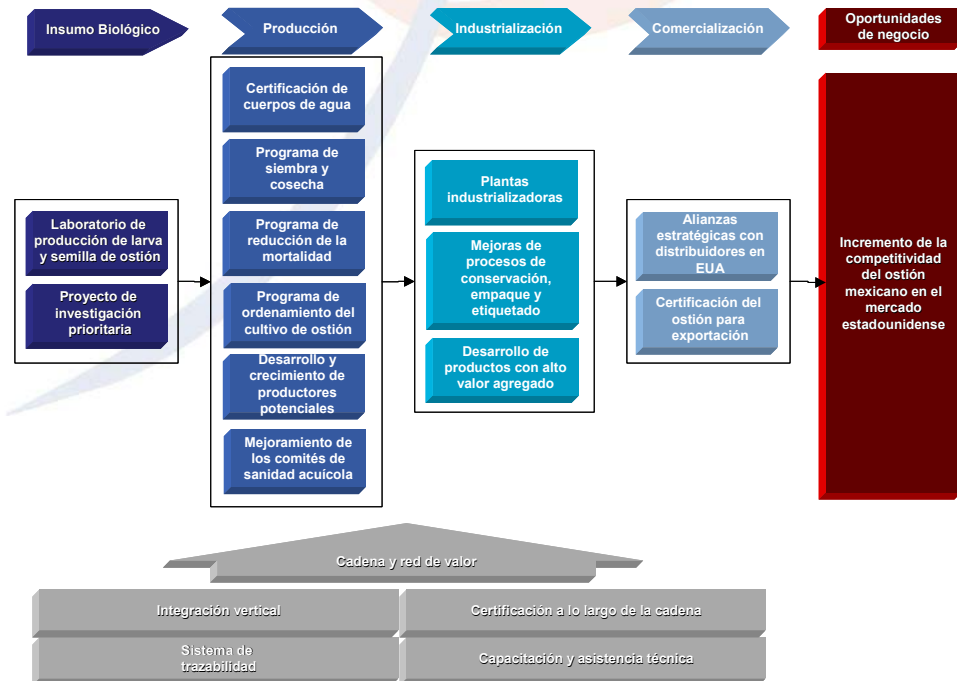 Insumo Biológico
Producción
Industrialización
Comercialización
Oportunidades
de negocio
Laboratorio de
producción de larva
y semilla de ostión
Proyecto de
investigación
prioritaria
Certificación de
cuerpos de agua
Programa de
siembra y
cosecha
Programa de
reducción de la
mortalidad
Programa de
ordenamiento del
cultivo de ostión
Desarrollo y
crecimiento de
productores
potenciales
Mejoramiento de
los comités de
sanidad acuícola
Plantas
industrializadoras
Mejoras de
procesos de
conservación,
empaque y
etiquetado
Desarrollo de
productos con alto
valor agregado
Alianzas
estratégicas con
distribuidores en
EUA
Certificación del
ostión para
exportación
Incremento de la
competitividad
del ostión
mexicano en el
mercado
estadounidense
Cadena y red de valor
Integración vertical
Certificación a lo largo de la cadena
Sistema de
trazabilidad
Capacitación y asistencia técnica